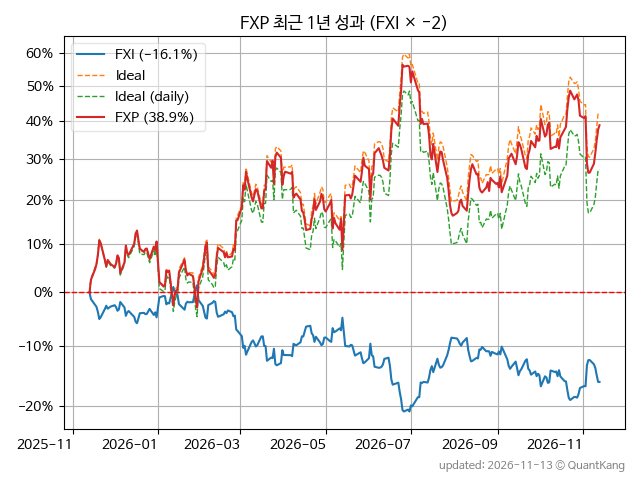 FXP 최근 1년 성과 (FXI × −2)
FXI (-16.1%)
Ideal
Ideal (daily)
FXP (38.9%)
60%
50%
40%
30%
20%
10%
0%
−10%
−20%
2025-11
2026-01
2026-03
2026-05
2026-07
2026-09
2026-11
updated: 2026-11-13 © QuantKang